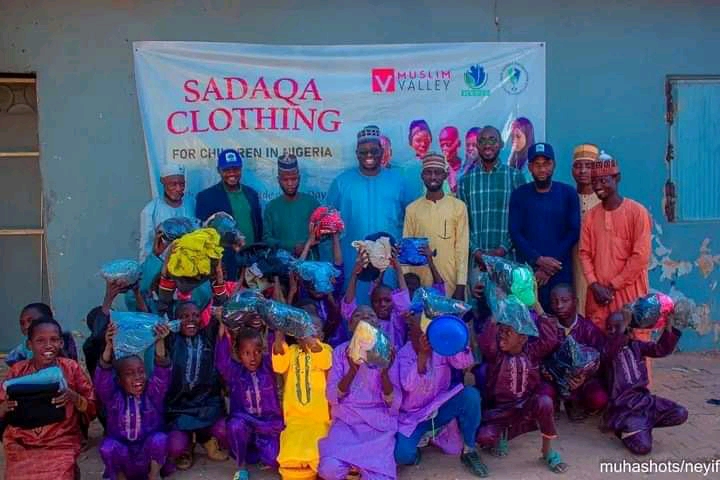 SADAQA
CLOTHING
FOR CHILDREN IN NIGERIA
MUSLIM
VALLEY
muhashots/neyif